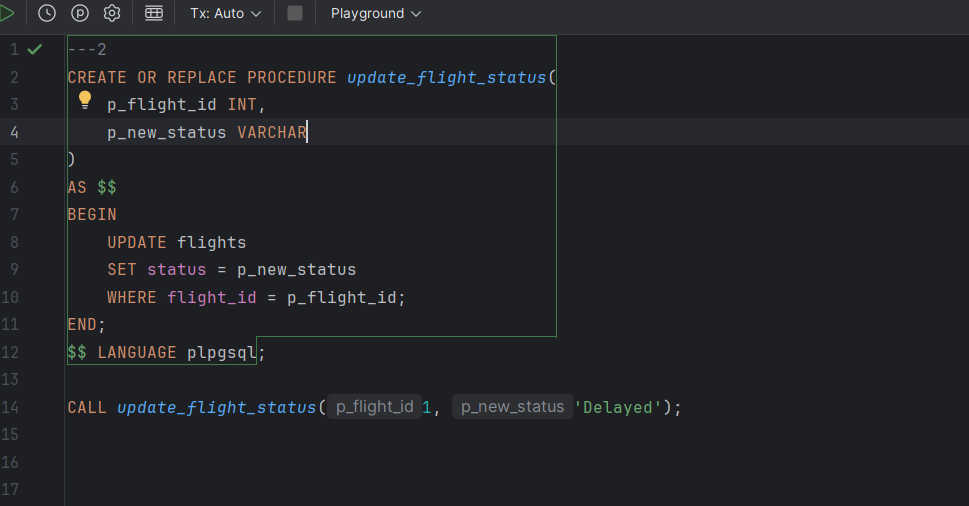 Tx: Auto Playground
1 ---2
2 CREATE OR REPLACE PROCEDURE update_flight_status(
3 p_flight_id INT,
4 p_new_status VARCHAR
5 )
6 AS $$
7 BEGIN
8 UPDATE flights
9 SET status = p_new_status
10 WHERE flight_id = p_flight_id;
11 END;
12 $$ LANGUAGE plpgsql;
13
14 CALL update_flight_status( p_flight_id 1, p_new_status 'Delayed');
15
16
17